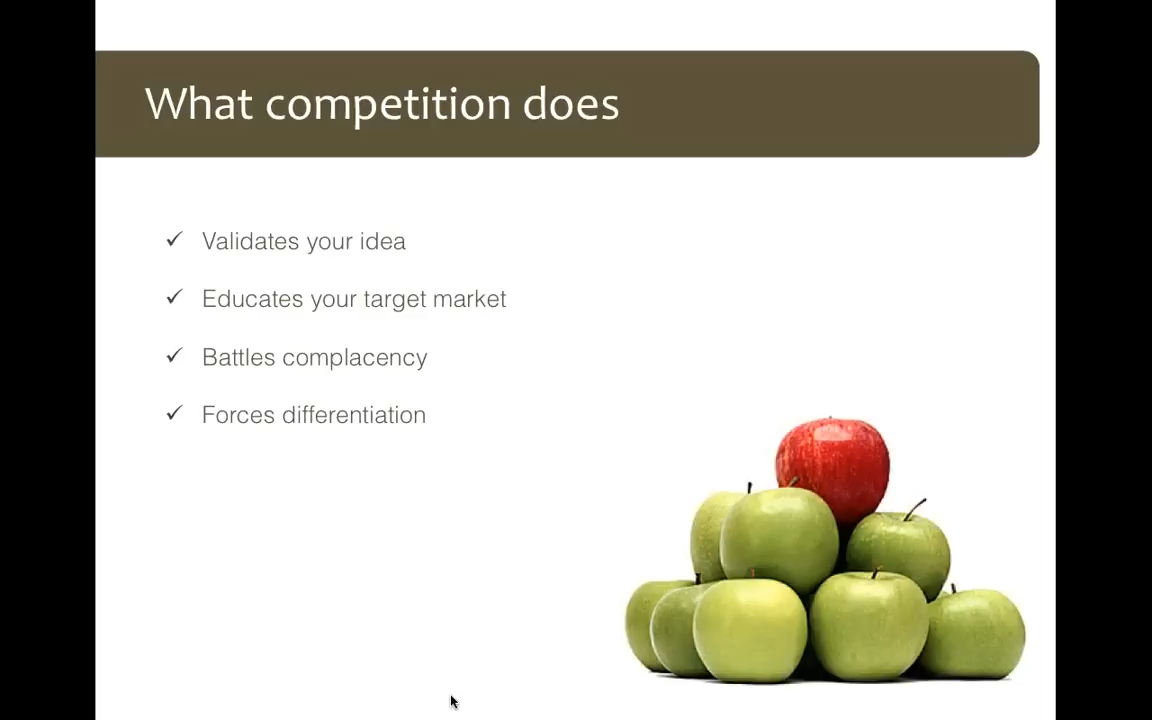 What competition does
✓ Validates your idea
✓ Educates your target market
✓ Battles complacency
✓ Forces differentiation